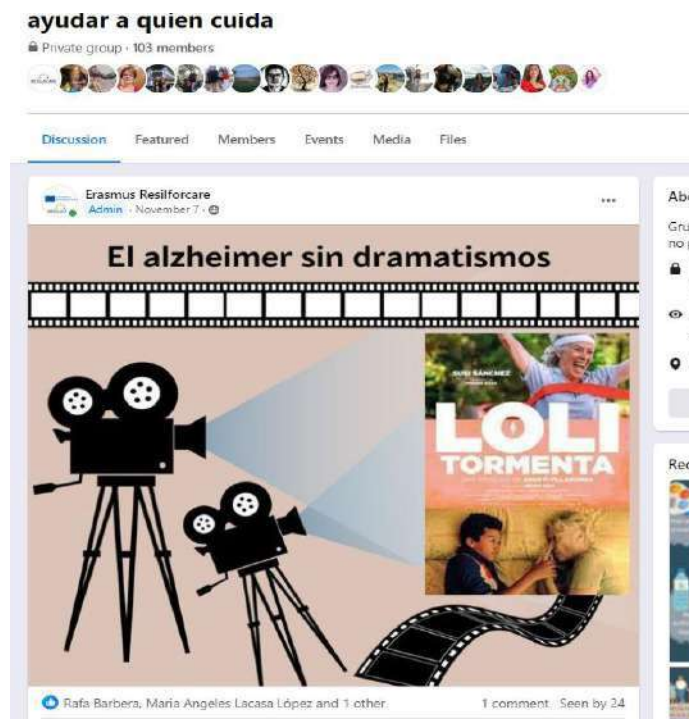 ayudar a quien cuida
Private group · 103 members
Discussion Featured Members Events Media Files
Erasmus Resilforcare
Admin · November 7 ·
El alzheimer sin dramatismos
SUSI SÁNCHEZ
LOLI
TORMENTA
Rafa Barbera, Maria Angeles Lacasa López and 1 other
1 comment Seen by 24